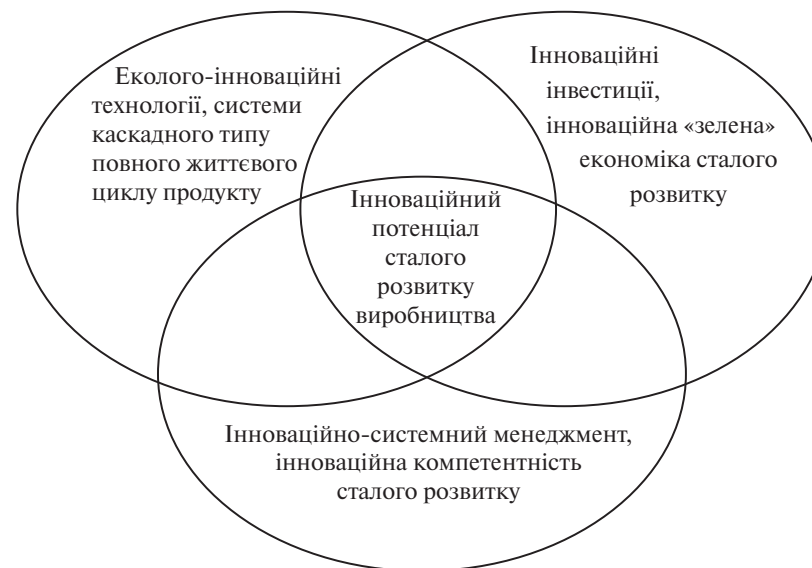 Еколого-інноваційні
технології, системи
каскадного типу
повного життєвого
циклу продукту
Інноваційні
інвестиції,
інноваційна «зелена»
економіка сталого
розвитку
Інноваційний
потенціал
сталого
розвитку
виробництва
Інноваційно-системний менеджмент,
інноваційна компетентність
сталого розвитку